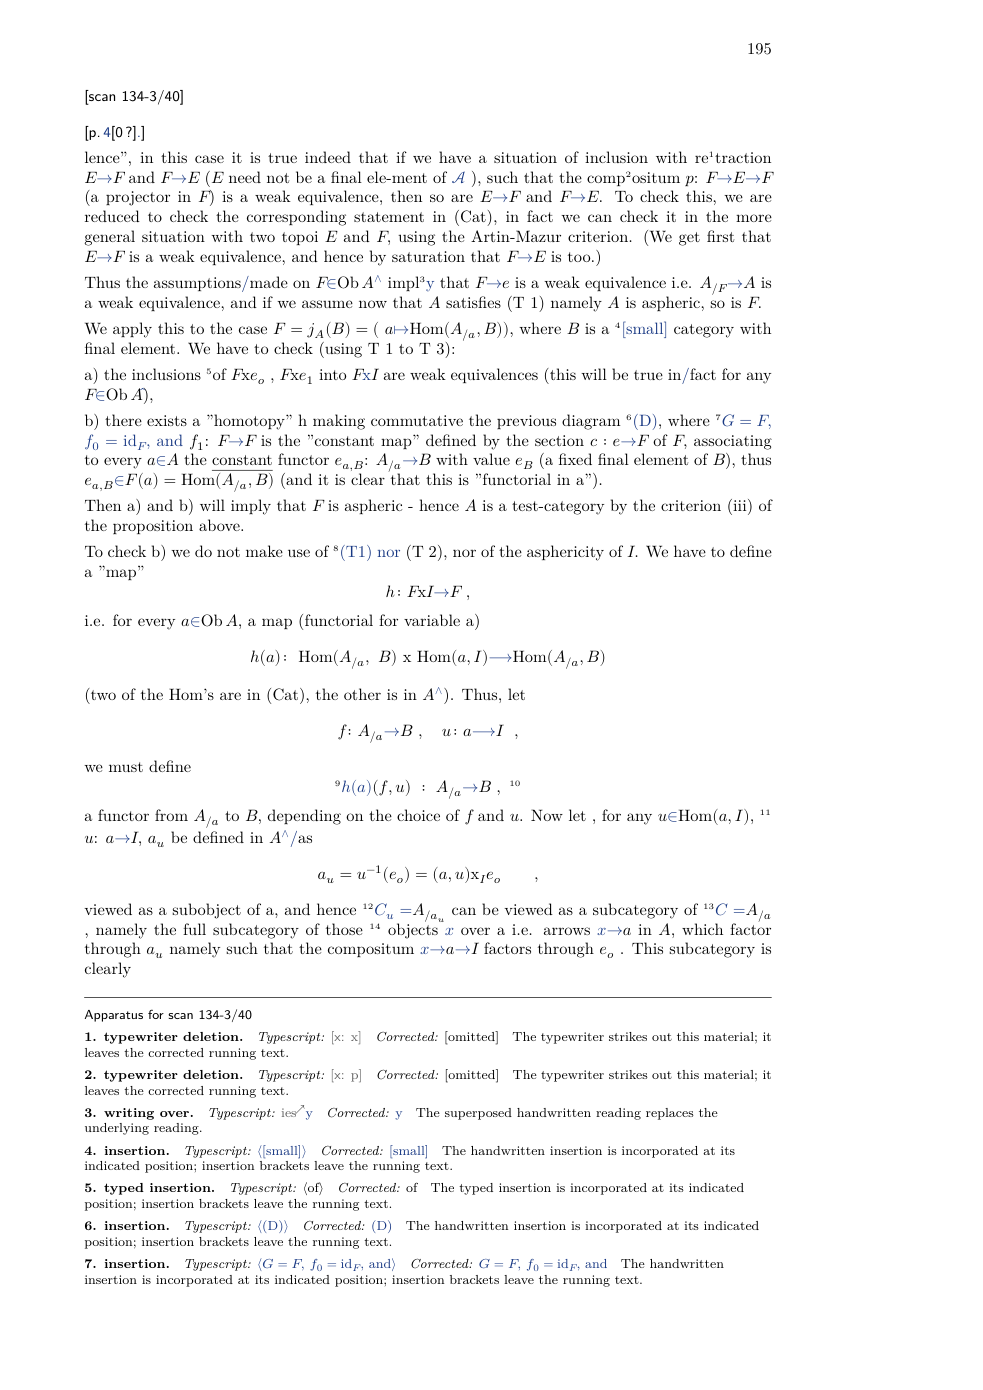 195
[scan 134-3/40]
[p. 4[0 ?].]
lence”, in this case it is true indeed that if we have a situation of inclusion with re¹traction
E→F and F→E (E need not be a final ele-ment of 𝒜 ), such that the comp²ositum p: F→E→F
(a projector in F) is a weak equivalence, then so are E→F and F→E. To check this, we are
reduced to check the corresponding statement in (Cat), in fact we can check it in the more
general situation with two topoi E and F, using the Artin-Mazur criterion. (We get first that
E→F is a weak equivalence, and hence by saturation that F→E is too.)
Thus the assumptions/made on F∈Ob A^ impl³y that F→e is a weak equivalence i.e. A/F→A is
a weak equivalence, and if we assume now that A satisfies (T 1) namely A is aspheric, so is F.
We apply this to the case F = j_A(B) = ( a↦Hom(A/a, B)), where B is a ⁴[small] category with
final element. We have to check (using T 1 to T 3):
a) the inclusions ⁵of Fxe₀ , Fxe₁ into FxI are weak equivalences (this will be true in/fact for any
F∈Ob Â),
b) there exists a ”homotopy” h making commutative the previous diagram ⁶(D), where ⁷G = F,
f₀ = id_F, and f₁: F→F is the ”constant map” defined by the section c : e→F of F, associating
to every a∈A the constant functor e_a,B: A/a→B with value e_B (a fixed final element of B), thus
e_a,B∈F(a) = Hom(A/a, B) (and it is clear that this is ”functorial in a”).
Then a) and b) will imply that F is aspheric - hence A is a test-category by the criterion (iii) of
the proposition above.
To check b) we do not make use of ⁸(T1) nor (T 2), nor of the asphericity of I. We have to define
a ”map”
h: FxI→F ,
i.e. for every a∈Ob A, a map (functorial for variable a)
h(a): Hom(A/a, B) x Hom(a, I)⟶Hom(A/a, B)
(two of the Hom’s are in (Cat), the other is in A^). Thus, let
f: A/a→B , u: a⟶I ,
we must define
⁹h(a)(f, u) : A/a→B , ¹⁰
a functor from A/a to B, depending on the choice of f and u. Now let , for any u∈Hom(a, I), ¹¹
u: a→I, a_u be defined in A^/as
a_u = u⁻¹(e₀) = (a, u)x_I e₀ ,
viewed as a subobject of a, and hence ¹²C_u =A/a_u can be viewed as a subcategory of ¹³C =A/a
, namely the full subcategory of those ¹⁴ objects x over a i.e. arrows x→a in A, which factor
through a_u namely such that the compositum x→a→I factors through e₀ . This subcategory is
clearly
Apparatus for scan 134-3/40
1. typewriter deletion. Typescript: [x: x] Corrected: [omitted] The typewriter strikes out this material; it
leaves the corrected running text.
2. typewriter deletion. Typescript: [x: p] Corrected: [omitted] The typewriter strikes out this material; it
leaves the corrected running text.
3. writing over. Typescript: ies↗y Corrected: y The superposed handwritten reading replaces the
underlying reading.
4. insertion. Typescript: ⟨[small]⟩ Corrected: [small] The handwritten insertion is incorporated at its
indicated position; insertion brackets leave the running text.
5. typed insertion. Typescript: ⟨of⟩ Corrected: of The typed insertion is incorporated at its indicated
position; insertion brackets leave the running text.
6. insertion. Typescript: ⟨(D)⟩ Corrected: (D) The handwritten insertion is incorporated at its indicated
position; insertion brackets leave the running text.
7. insertion. Typescript: ⟨G = F, f₀ = id_F, and⟩ Corrected: G = F, f₀ = id_F, and The handwritten
insertion is incorporated at its indicated position; insertion brackets leave the running text.